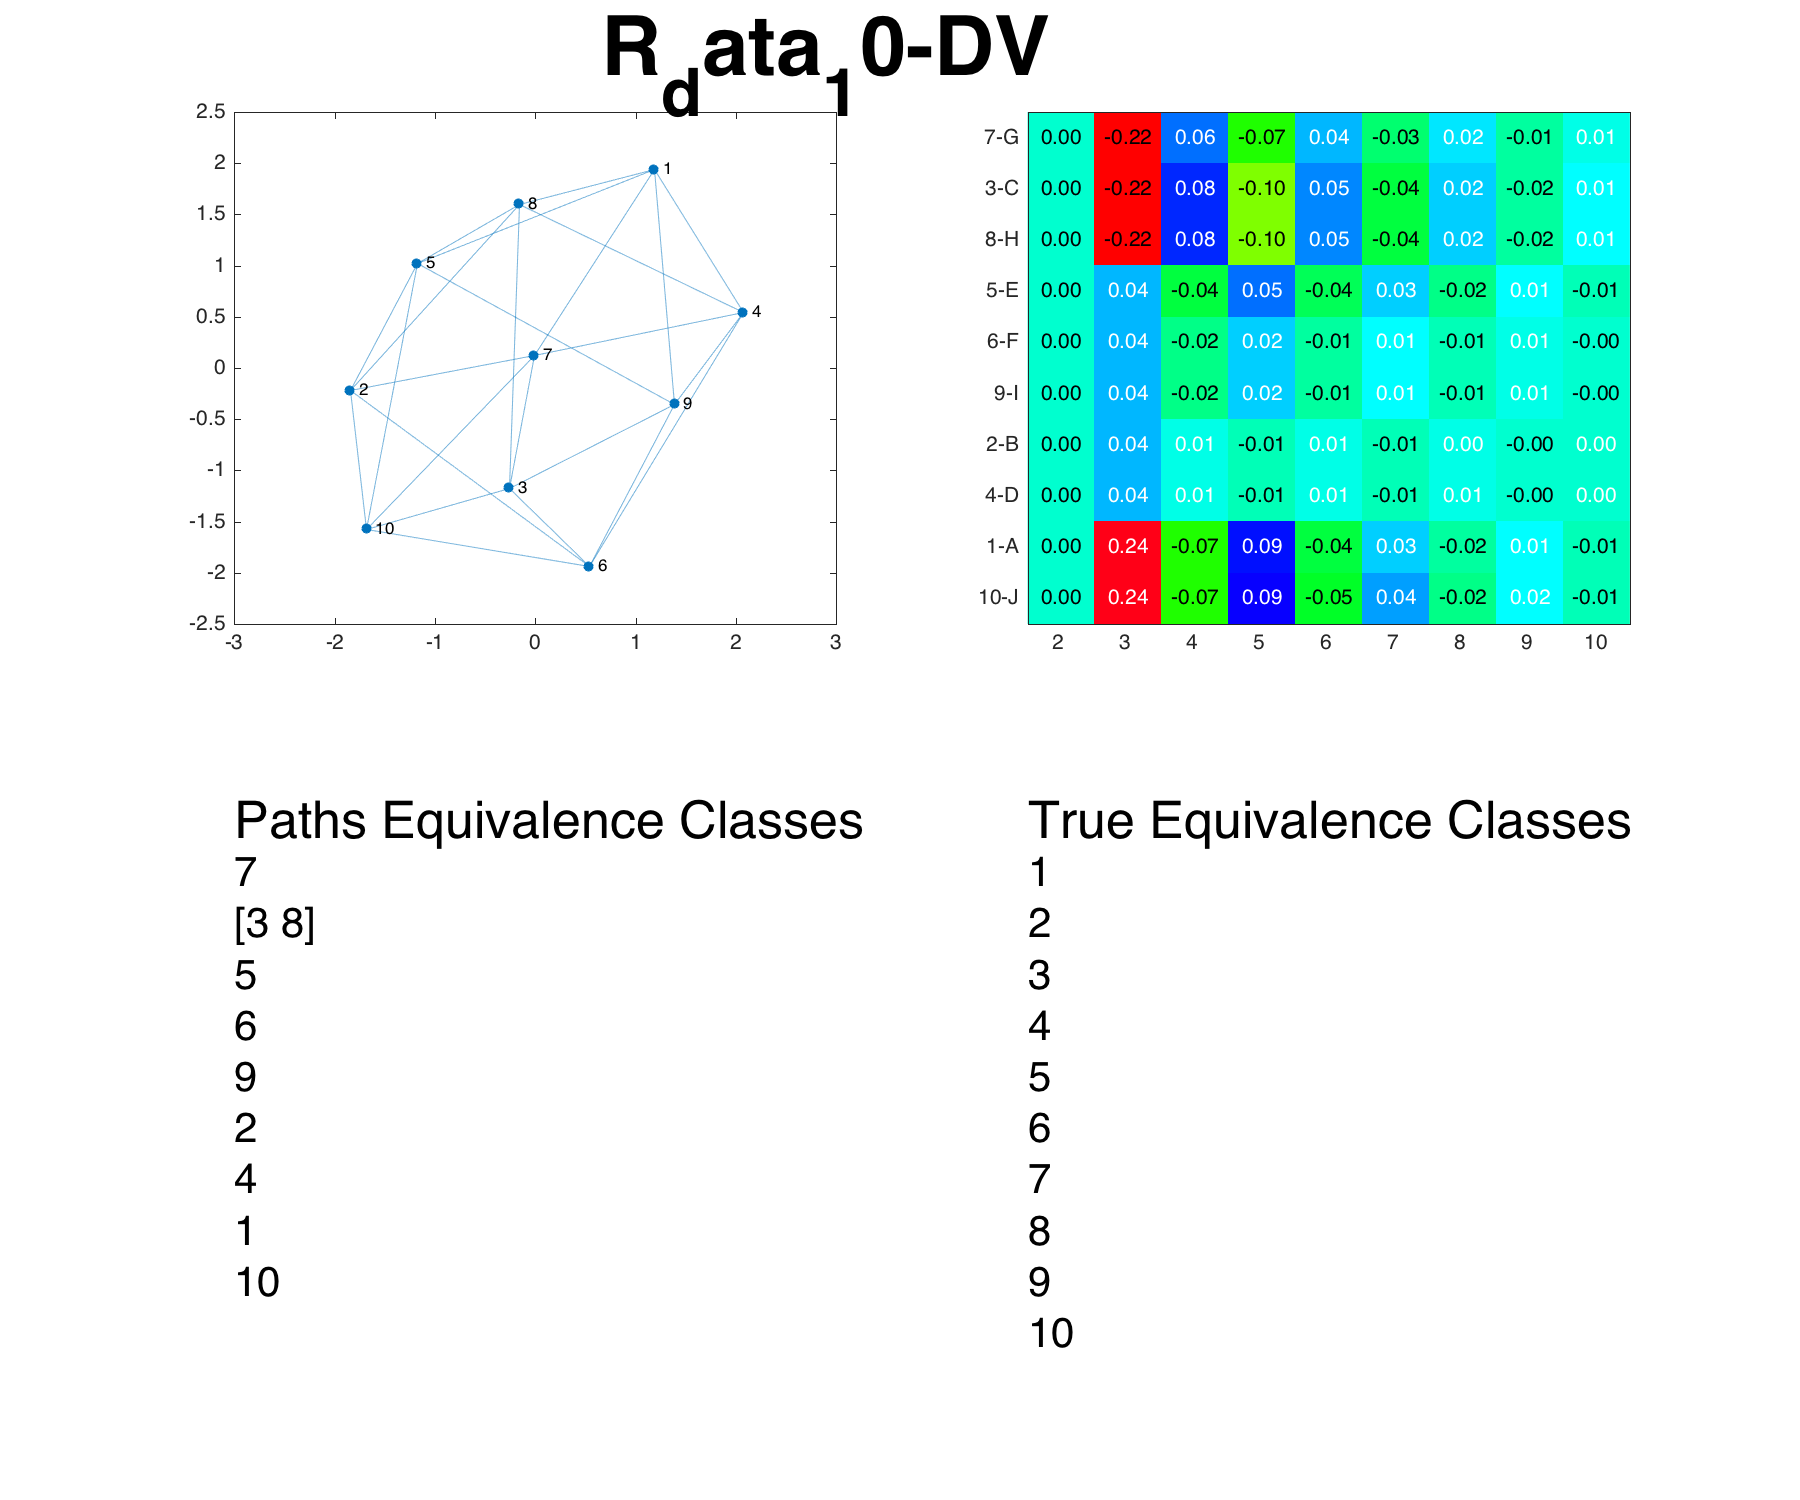 Rdata10-DV
2.5
2
1.5
1
0.5
0
-0.5
-1
-1.5
-2
-2.5
-3 -2 -1 0 1 2 3
1
8
5
4
7
2
9
3
10
6
7-G 0.00 -0.22 0.06 -0.07 0.04 -0.03 0.02 -0.01 0.01
3-C 0.00 -0.22 0.08 -0.10 0.05 -0.04 0.02 -0.02 0.01
8-H 0.00 -0.22 0.08 -0.10 0.05 -0.04 0.02 -0.02 0.01
5-E 0.00 0.04 -0.04 0.05 -0.04 0.03 -0.02 0.01 -0.01
6-F 0.00 0.04 -0.02 0.02 -0.01 0.01 -0.01 0.01 -0.00
9-I 0.00 0.04 -0.02 0.02 -0.01 0.01 -0.01 0.01 -0.00
2-B 0.00 0.04 0.01 -0.01 0.01 -0.01 0.00 -0.00 0.00
4-D 0.00 0.04 0.01 -0.01 0.01 -0.01 0.01 -0.00 0.00
1-A 0.00 0.24 -0.07 0.09 -0.04 0.03 -0.02 0.01 -0.01
10-J 0.00 0.24 -0.07 0.09 -0.05 0.04 -0.02 0.02 -0.01
2 3 4 5 6 7 8 9 10
Paths Equivalence Classes
7
[3 8]
5
6
9
2
4
1
10
True Equivalence Classes
1
2
3
4
5
6
7
8
9
10